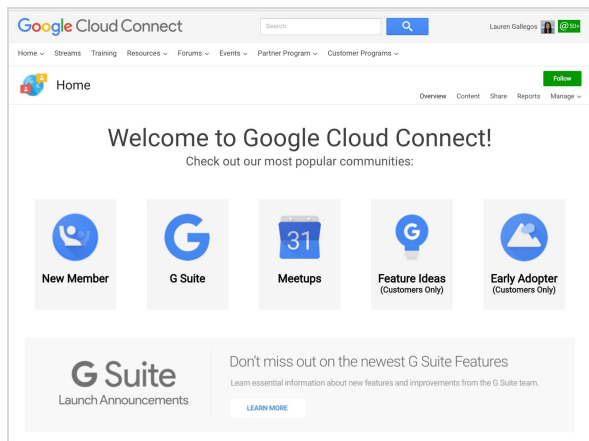 Google Cloud Connect
Search
Lauren Gallegos
@50+
Home Streams Training Resources Forums Events Partner Program Customer Programs
Home
Follow
Overview Content Share Reports Manage
Welcome to Google Cloud Connect!
Check out our most popular communities:
31
New Member
G Suite
Meetups
Feature Ideas
(Customers Only)
Early Adopter
(Customers Only)
G Suite
Launch Announcements
Don't miss out on the newest G Suite Features
Learn essential information about new features and improvements from the G Suite team.
LEARN MORE